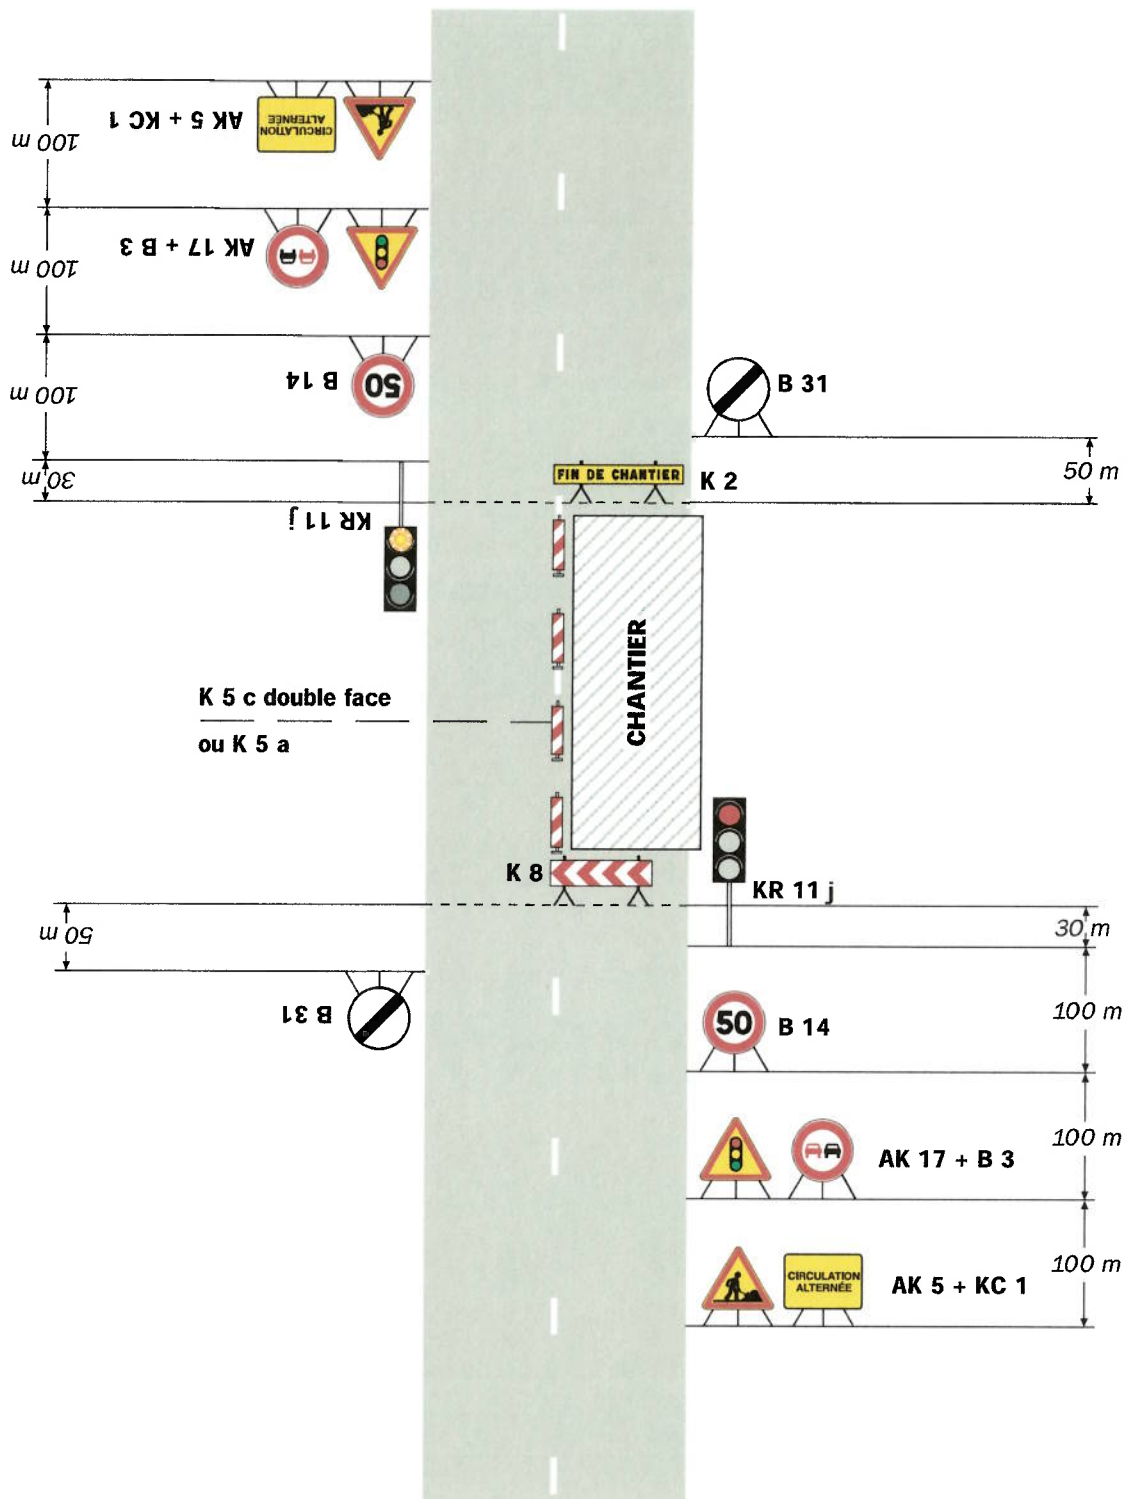 AK 5 + KC 1
CIRCULATION
ALTERNÉE
100 m
AK 17 + B 3
100 m
B 14
50
100 m
B 31
50 m
FIN DE CHANTIER
K 2
30 m
KR 11 j
CHANTIER
K 5 c double face
ou K 5 a
K 8
KR 11 j
30 m
50 m
B 31
50
B 14
100 m
AK 17 + B 3
100 m
CIRCULATION
ALTERNÉE
AK 5 + KC 1
100 m